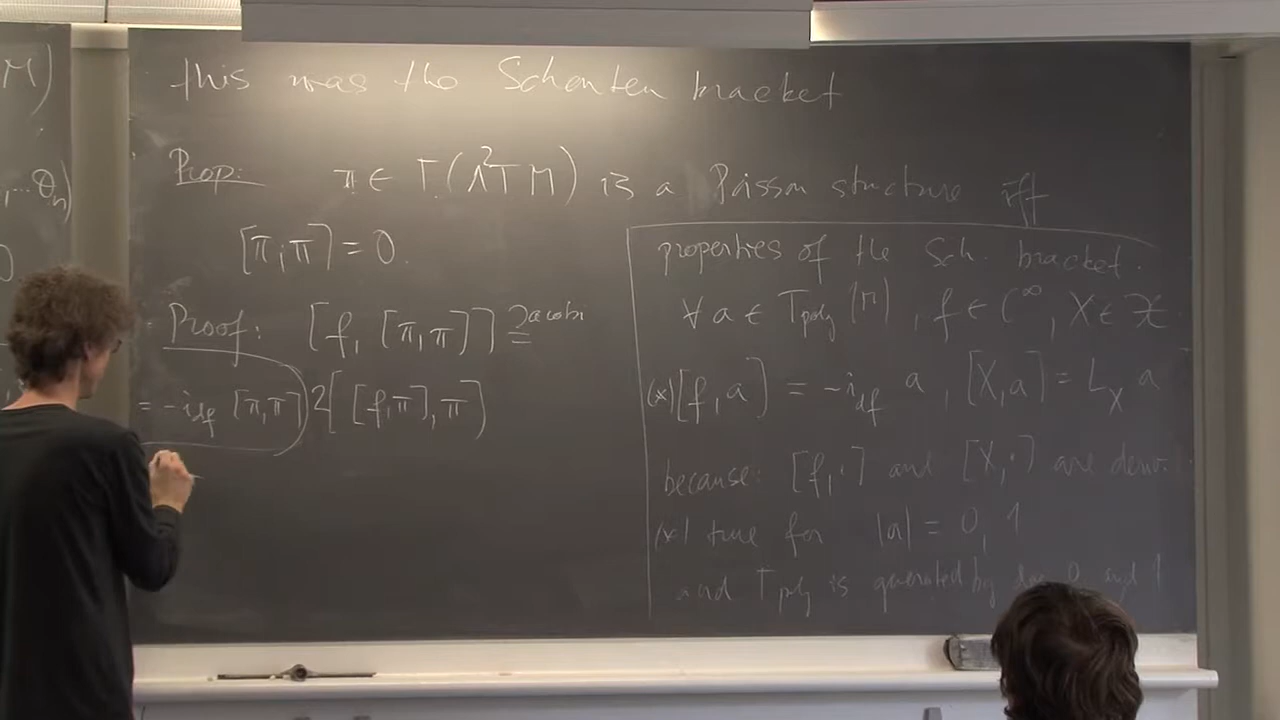 M)
,..θₙ)
this was the Schouten bracket
Prop: π ∈ Γ(Λ²TM) is a Poisson structure iff
[π,π] = 0.
Proof: [f, [π,π]] = Jacobi
= -i_df [π,π] 2[[f,π],π]
properties of the Sch. bracket.
∀ a ∈ T_poly(M), f ∈ C^∞, X ∈ 𝔛
(*) [f,a] = -i_df a, [X,a] = L_X a
because: [f,·] and [X,·] are deriv.
(*) true for |a| = 0, 1
and T_poly is generated by deg 0 and 1